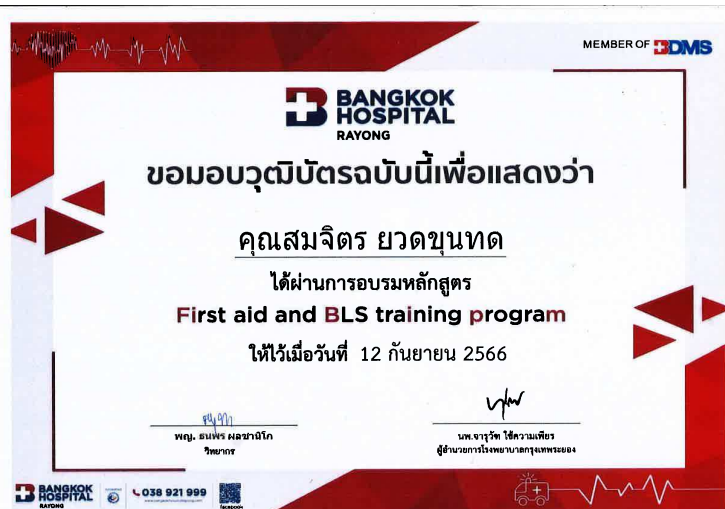 MEMBER OF BDMS
BANGKOK
HOSPITAL
RAYONG
ขอมอบวุฒิบัตรฉบับนี้เพื่อแสดงว่า
คุณสมจิตร ยวดขุนทด
ได้ผ่านการอบรมหลักสูตร
First aid and BLS training program
ให้ไว้เมื่อวันที่ 12 กันยายน 2566
พญ. ธนพร ผลชานิโก
วิทยากร
นพ.จารุวัฑ ใช้ความเพียร
ผู้อำนวยการโรงพยาบาลกรุงเทพระยอง
BANGKOK
HOSPITAL
RAYONG
038 921 999
facebook